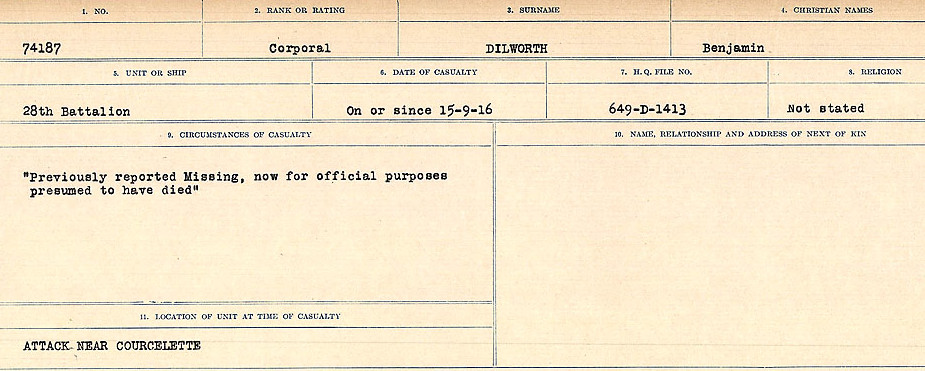 1. NO.
2. RANK OR RATING
3. SURNAME
4. CHRISTIAN NAMES
74187
Corporal
DILWORTH
Benjamin
5. UNIT OR SHIP
6. DATE OF CASUALTY
7. H.Q. FILE NO.
8. RELIGION
28th Battalion
On or since 15-9-16
649-D-1413
Not stated
9. CIRCUMSTANCES OF CASUALTY
10. NAME, RELATIONSHIP AND ADDRESS OF NEXT OF KIN
"Previously reported Missing, now for official purposes
presumed to have died"
11. LOCATION OF UNIT AT TIME OF CASUALTY
ATTACK NEAR COURCELETTE